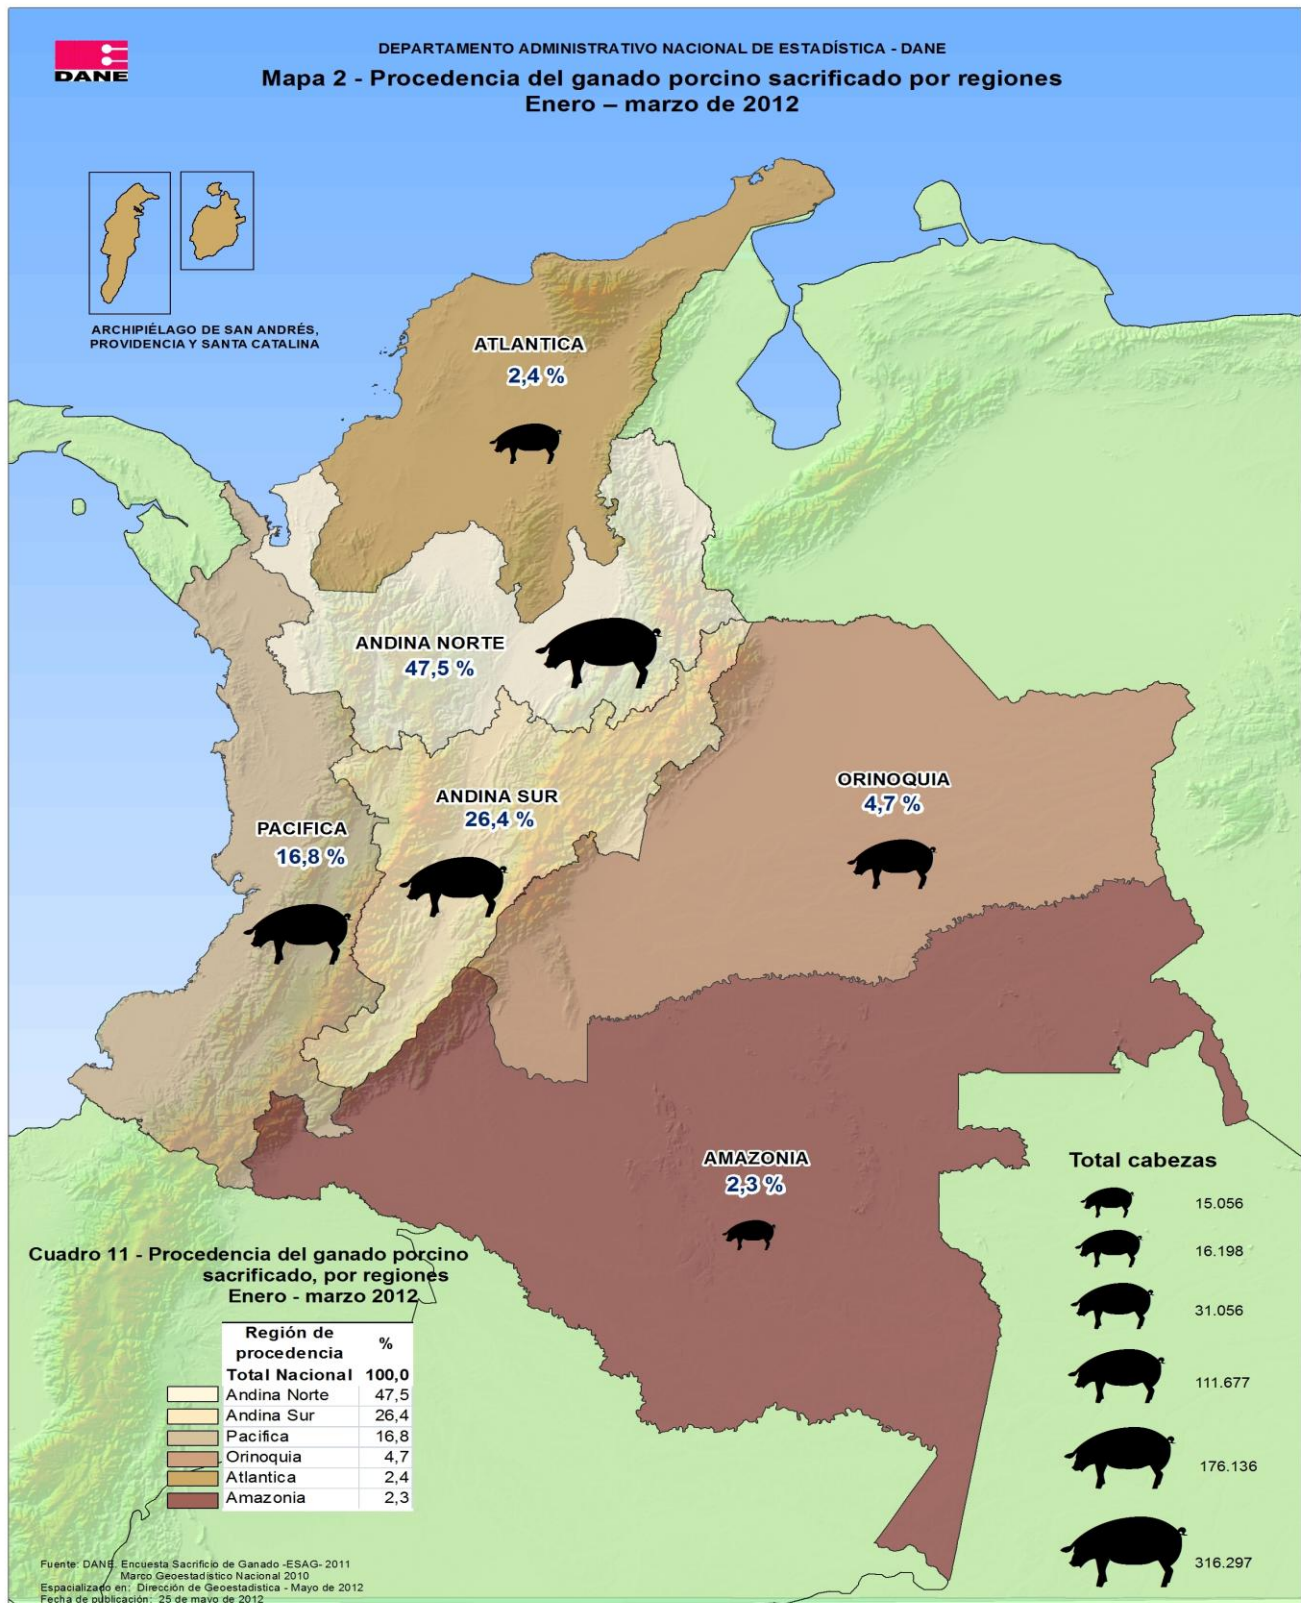 DANE
DEPARTAMENTO ADMINISTRATIVO NACIONAL DE ESTADÍSTICA - DANE
Mapa 2 - Procedencia del ganado porcino sacrificado por regiones
Enero – marzo de 2012
ARCHIPIÉLAGO DE SAN ANDRÉS,
PROVIDENCIA Y SANTA CATALINA
ATLANTICA
2,4 %
ANDINA NORTE
47,5 %
ANDINA SUR
26,4 %
ORINOQUIA
4,7 %
PACIFICA
16,8 %
AMAZONIA
2,3 %
Total cabezas
15.056
16.198
31.056
111.677
176.136
316.297
Cuadro 11 - Procedencia del ganado porcino
sacrificado, por regiones
Enero - marzo 2012
Región de procedencia %
Total Nacional 100,0
Andina Norte 47,5
Andina Sur 26,4
Pacifica 16,8
Orinoquia 4,7
Atlantica 2,4
Amazonia 2,3
Fuente: DANE. Encuesta Sacrificio de Ganado -ESAG- 2011
Marco Geoestadístico Nacional 2010
Espacializado en: Dirección de Geoestadística - Mayo de 2012
Fecha de publicación: 25 de mayo de 2012